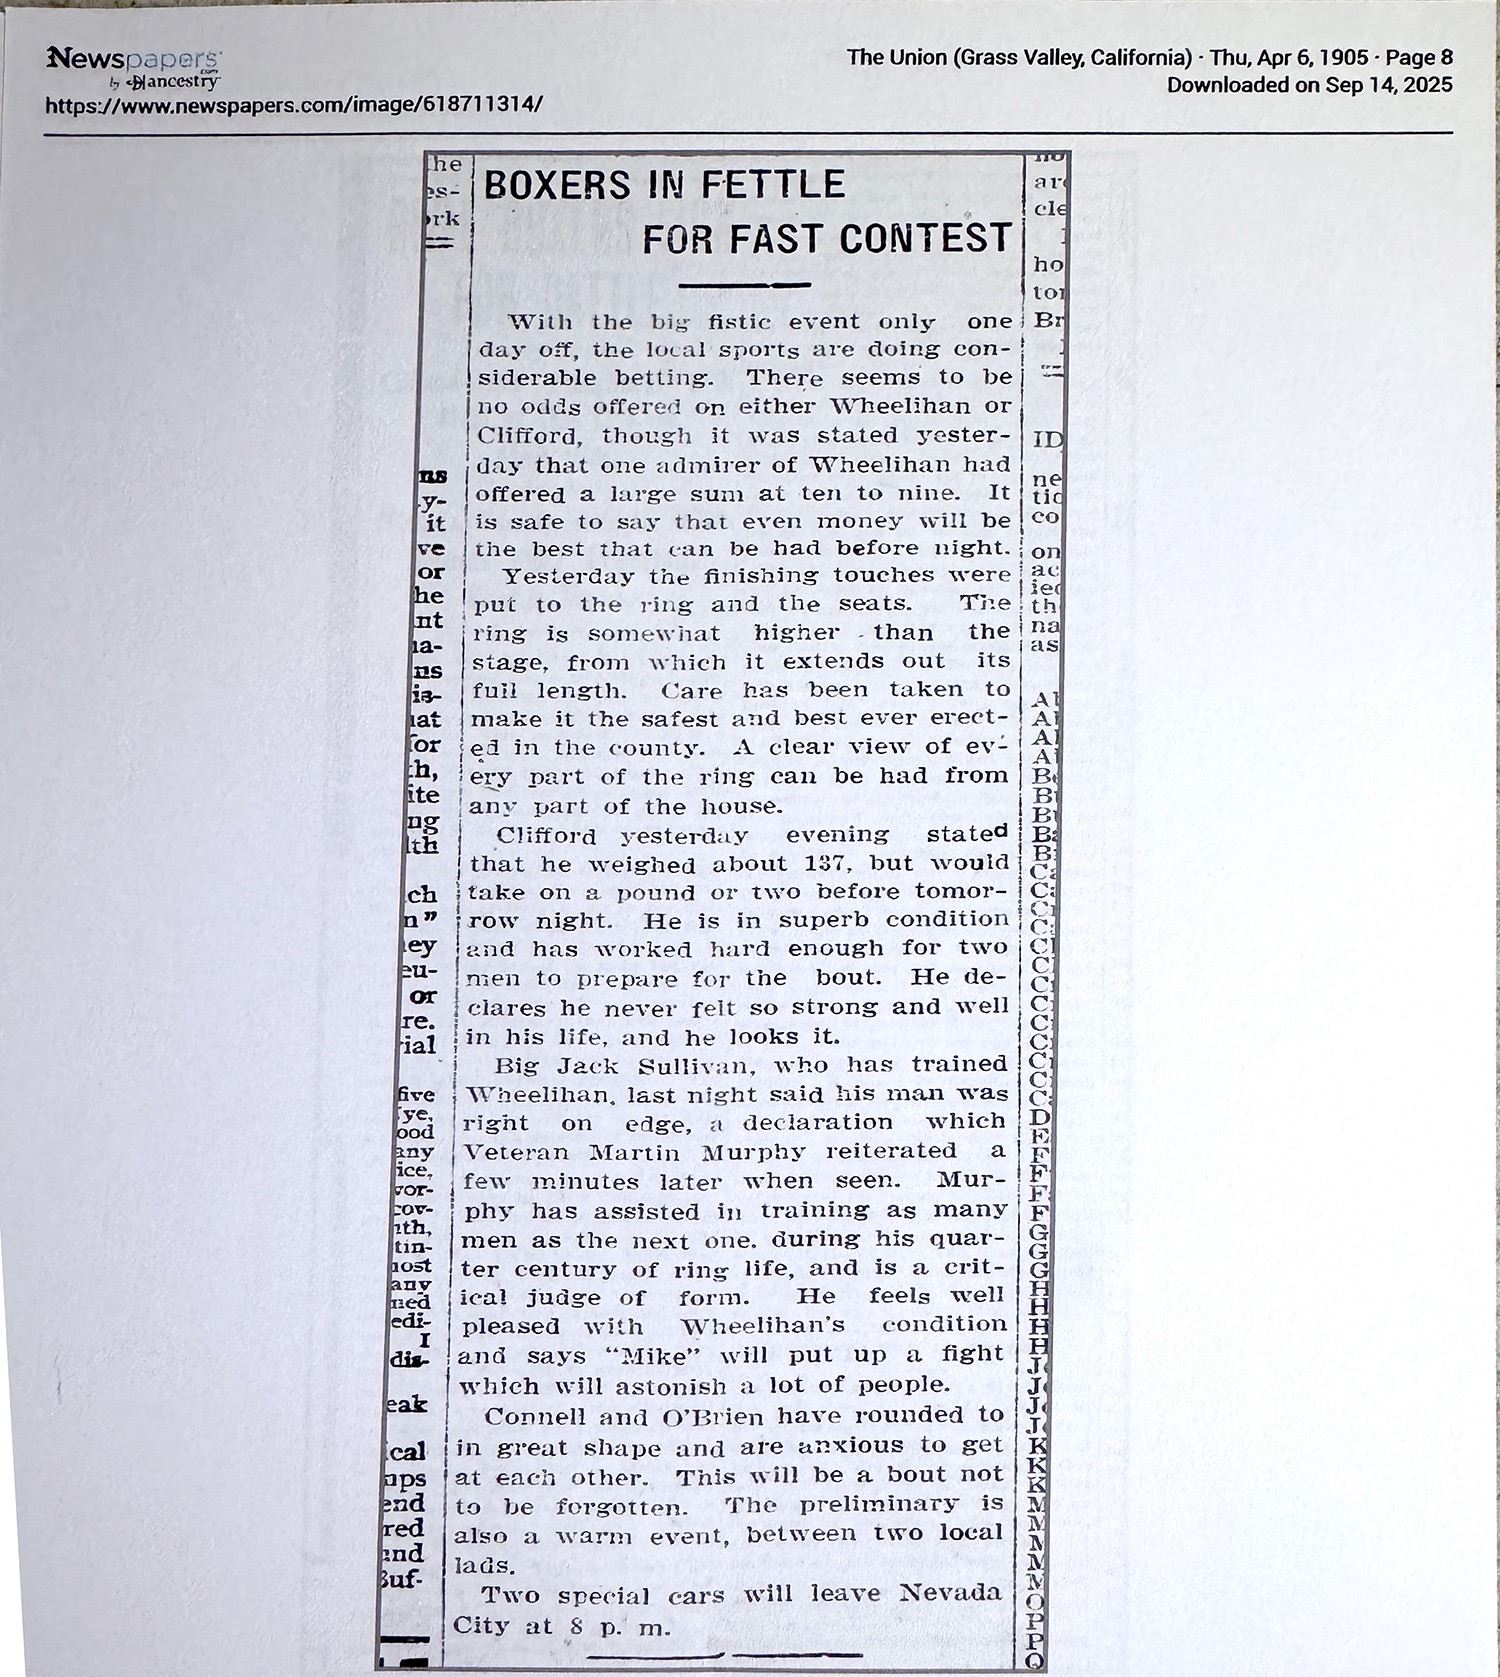 Newspapers
by ancestry
.com
https://www.newspapers.com/image/618711314/
The Union (Grass Valley, California) · Thu, Apr 6, 1905 · Page 8
Downloaded on Sep 14, 2025
BOXERS IN FETTLE
FOR FAST CONTEST
With the big fistic event only one
day off, the local sports are doing con-
siderable betting. There seems to be
no odds offered on either Wheelihan or
Clifford, though it was stated yester-
day that one admirer of Wheelihan had
offered a large sum at ten to nine. It
is safe to say that even money will be
the best that can be had before night.
Yesterday the finishing touches were
put to the ring and the seats. The
ring is somewhat higher than the
stage, from which it extends out its
full length. Care has been taken to
make it the safest and best ever erect-
ed in the county. A clear view of ev-
ery part of the ring can be had from
any part of the house.
Clifford yesterday evening stated
that he weighed about 137, but would
take on a pound or two before tomor-
row night. He is in superb condition
and has worked hard enough for two
men to prepare for the bout. He de-
clares he never felt so strong and well
in his life, and he looks it.
Big Jack Sullivan, who has trained
Wheelihan, last night said his man was
right on edge, a declaration which
Veteran Martin Murphy reiterated a
few minutes later when seen. Mur-
phy has assisted in training as many
men as the next one, during his quar-
ter century of ring life, and is a crit-
ical judge of form. He feels well
pleased with Wheelihan's condition
and says "Mike" will put up a fight
which will astonish a lot of people.
Connell and O'Brien have rounded to
in great shape and are anxious to get
at each other. This will be a bout not
to be forgotten. The preliminary is
also a warm event, between two local
lads.
Two special cars will leave Nevada
City at 8 p. m.